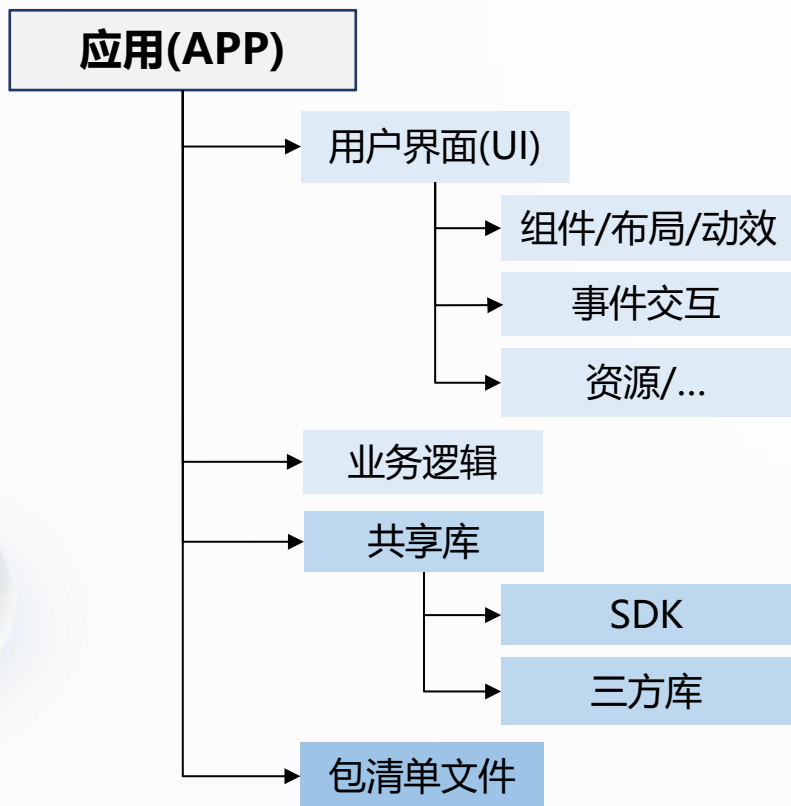 应用(APP)
用户界面(UI)
组件/布局/动效
事件交互
资源/...
业务逻辑
共享库
SDK
三方库
包清单文件